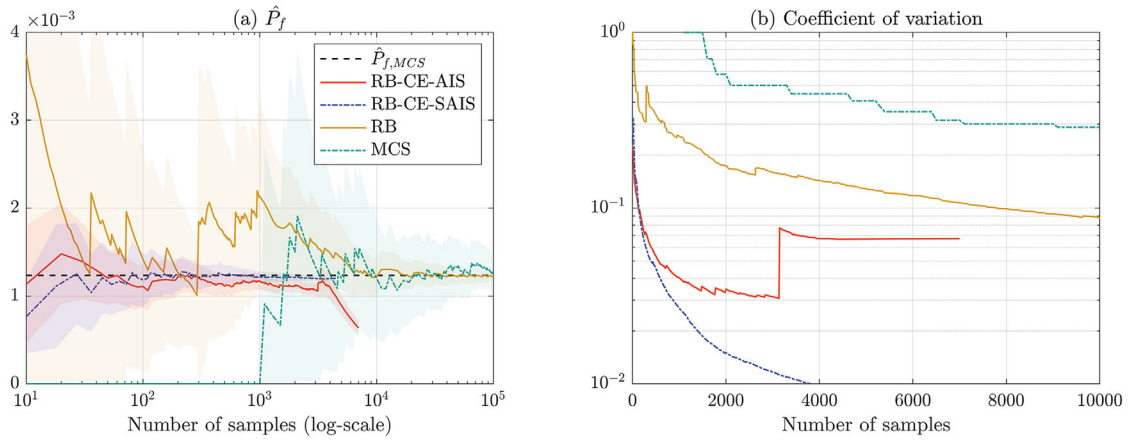 (a) P̂_f
×10⁻³
4
3
2
1
0
P̂_{f,MCS}
RB-CE-AIS
RB-CE-SAIS
RB
MCS
10¹ 10² 10³ 10⁴ 10⁵
Number of samples (log-scale)
(b) Coefficient of variation
10⁰
10⁻¹
10⁻²
0 2000 4000 6000 8000 10000
Number of samples